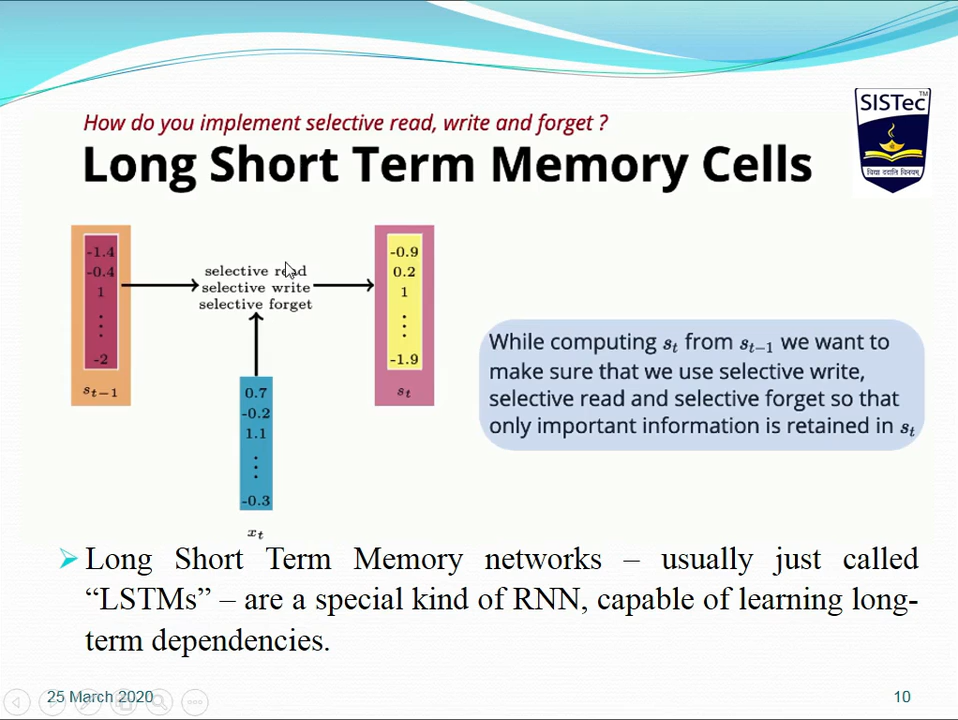 How do you implement selective read, write and forget ?
SISTec
TM
Long Short Term Memory Cells
विद्या ददाति विनयम्
-1.4
-0.4
1
⋮
-2
s_{t−1}
selective read
selective write
selective forget
-0.9
0.2
1
⋮
-1.9
s_t
0.7
-0.2
1.1
⋮
-0.3
x_t
While computing s_t from s_{t−1} we want to
make sure that we use selective write,
selective read and selective forget so that
only important information is retained in s_t
Long Short Term Memory networks – usually just called
“LSTMs” – are a special kind of RNN, capable of learning long-
term dependencies.
25 March 2020
10